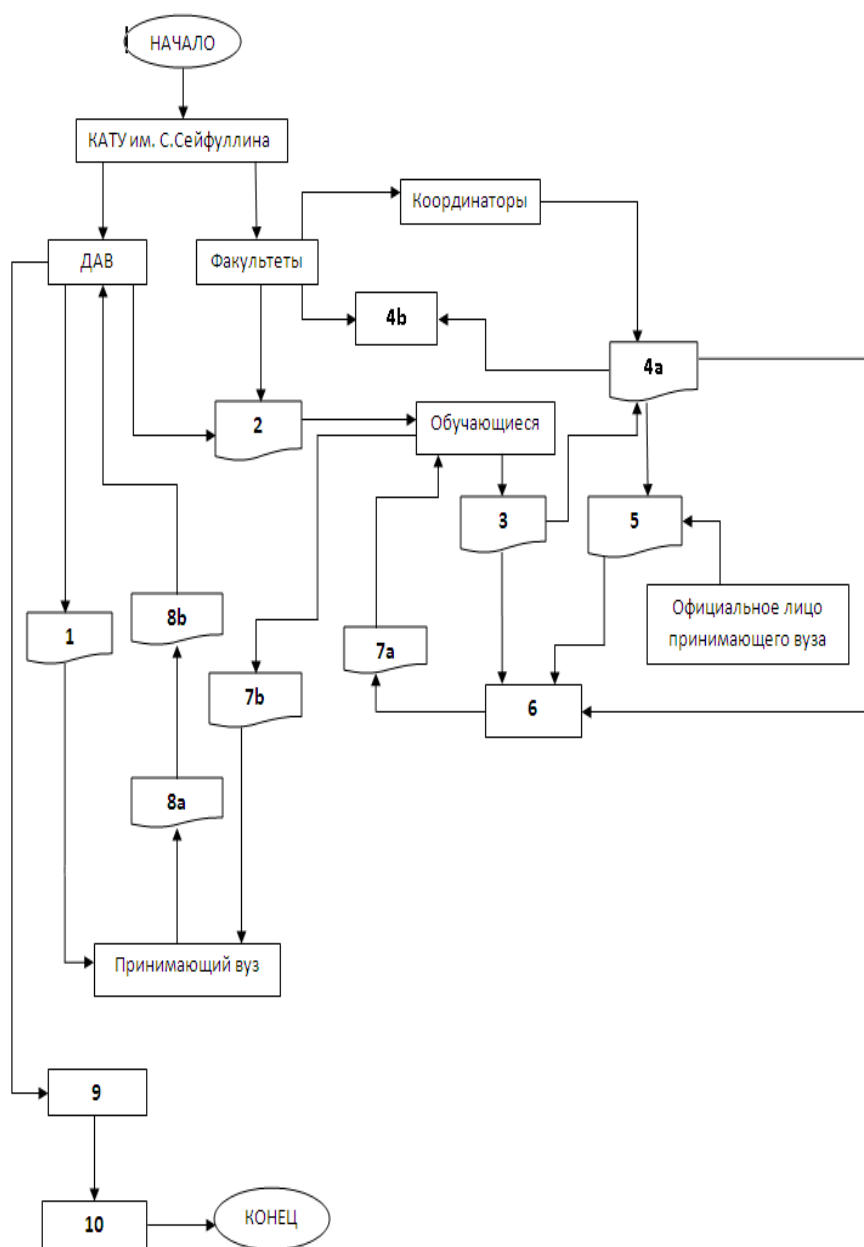 НАЧАЛО
КАТУ им. С.Сейфуллина
Координаторы
ДАВ
Факультеты
4b
4a
2
Обучающиеся
3
5
1
8b
7a
Официальное лицо
принимающего вуза
7b
6
8a
Принимающий вуз
9
10
КОНЕЦ